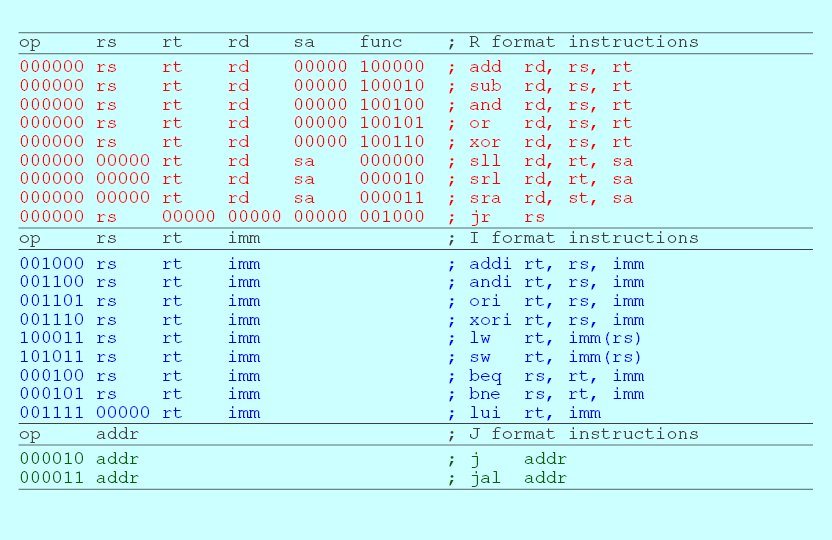 op     rs    rt    rd    sa    func    ; R format instructions
000000 rs    rt    rd    00000 100000  ; add  rd, rs, rt
000000 rs    rt    rd    00000 100010  ; sub  rd, rs, rt
000000 rs    rt    rd    00000 100100  ; and  rd, rs, rt
000000 rs    rt    rd    00000 100101  ; or   rd, rs, rt
000000 rs    rt    rd    00000 100110  ; xor  rd, rs, rt
000000 00000 rt    rd    sa    000000  ; sll  rd, rt, sa
000000 00000 rt    rd    sa    000010  ; srl  rd, rt, sa
000000 00000 rt    rd    sa    000011  ; sra  rd, st, sa
000000 rs    00000 00000 00000 001000  ; jr   rs
op     rs    rt    imm                 ; I format instructions
001000 rs    rt    imm                 ; addi rt, rs, imm
001100 rs    rt    imm                 ; andi rt, rs, imm
001101 rs    rt    imm                 ; ori  rt, rs, imm
001110 rs    rt    imm                 ; xori rt, rs, imm
100011 rs    rt    imm                 ; lw   rt, imm(rs)
101011 rs    rt    imm                 ; sw   rt, imm(rs)
000100 rs    rt    imm                 ; beq  rs, rt, imm
000101 rs    rt    imm                 ; bne  rs, rt, imm
001111 00000 rt    imm                 ; lui  rt, imm
op     addr                            ; J format instructions
000010 addr                            ; j    addr
000011 addr                            ; jal  addr